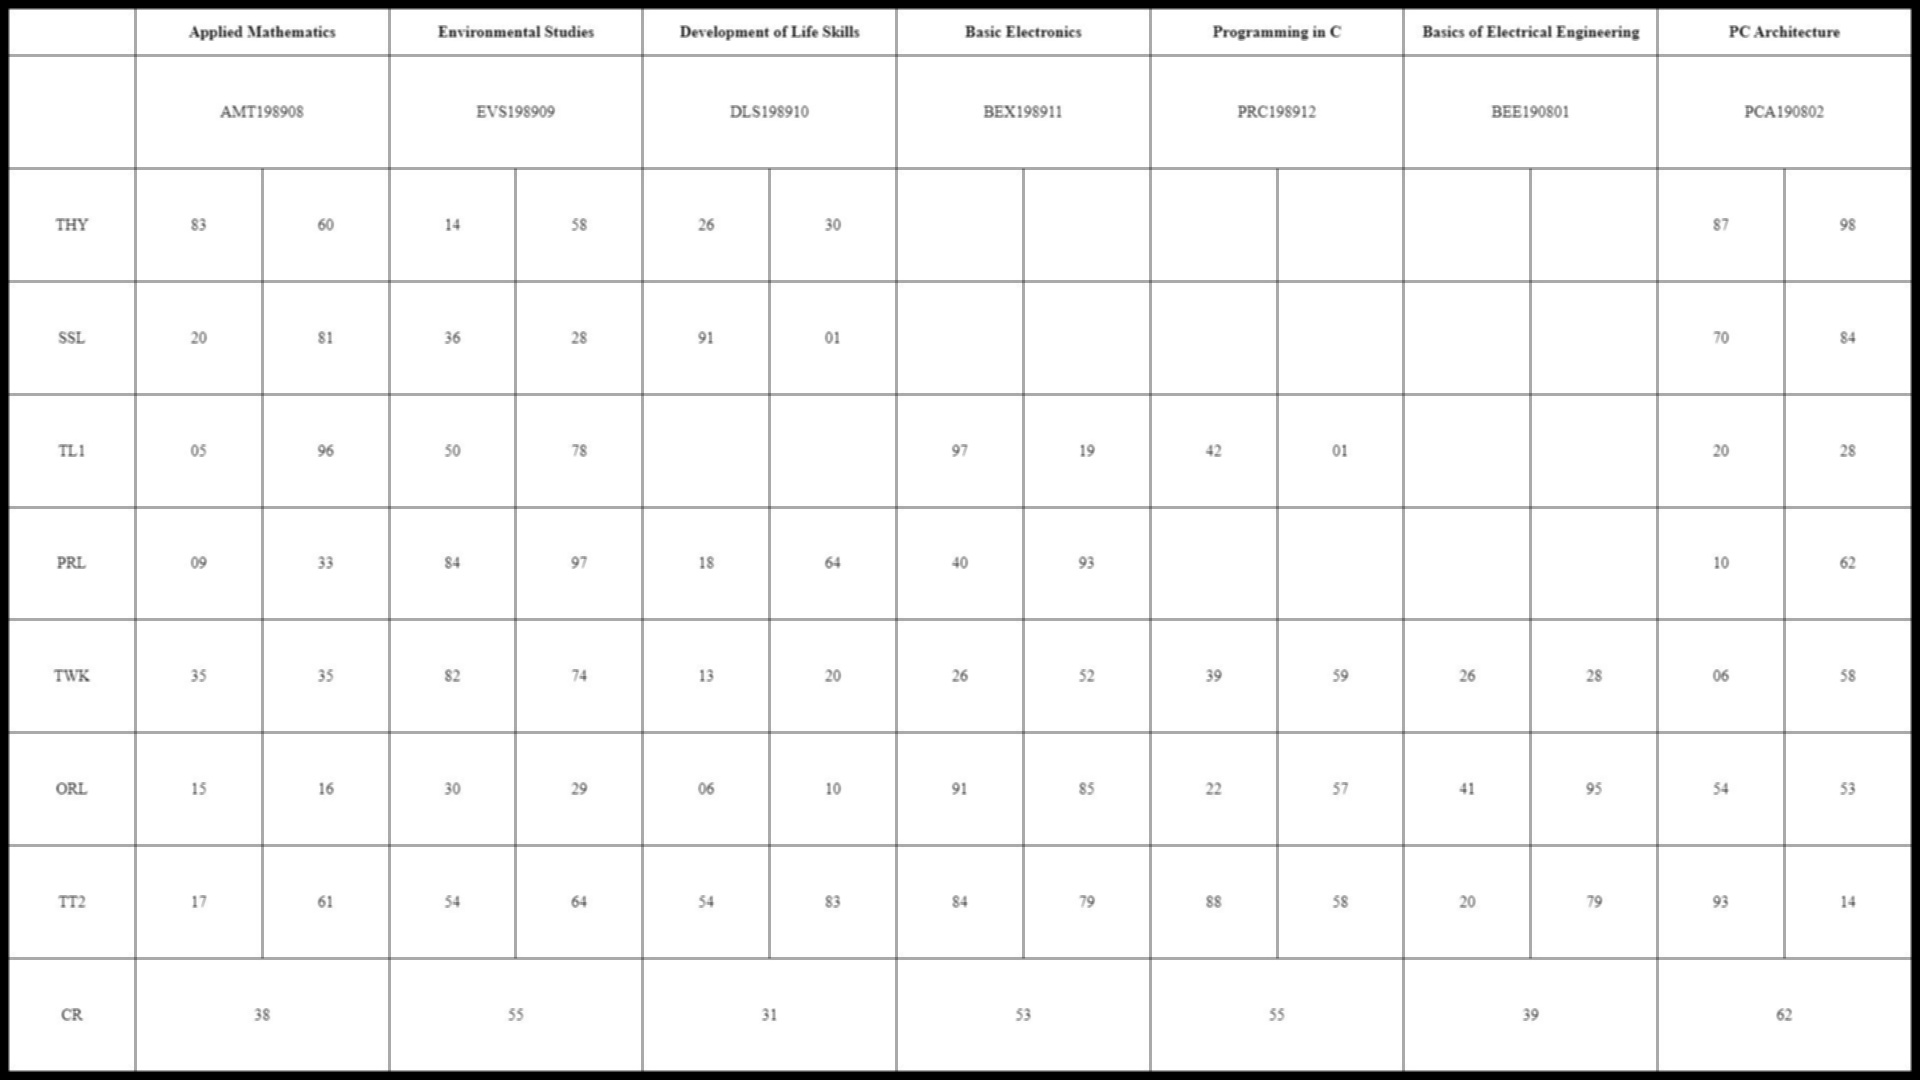 Applied Mathematics Environmental Studies Development of Life Skills Basic Electronics Programming in C Basics of Electrical Engineering PC Architecture
AMT198908 EVS198909 DLS198910 BEX198911 PRC198912 BEE190801 PCA190802
THY 83 60 14 58 26 30 87 98
SSL 20 81 36 28 91 01 70 84
TL1 05 96 50 78 97 19 42 01 20 28
PRL 09 33 84 97 18 64 40 93 10 62
TWK 35 35 82 74 13 20 26 52 39 59 26 28 06 58
ORL 15 16 30 29 06 10 91 85 22 57 41 95 54 53
TT2 17 61 54 64 54 83 84 79 88 58 20 79 93 14
CR 38 55 31 53 55 39 62